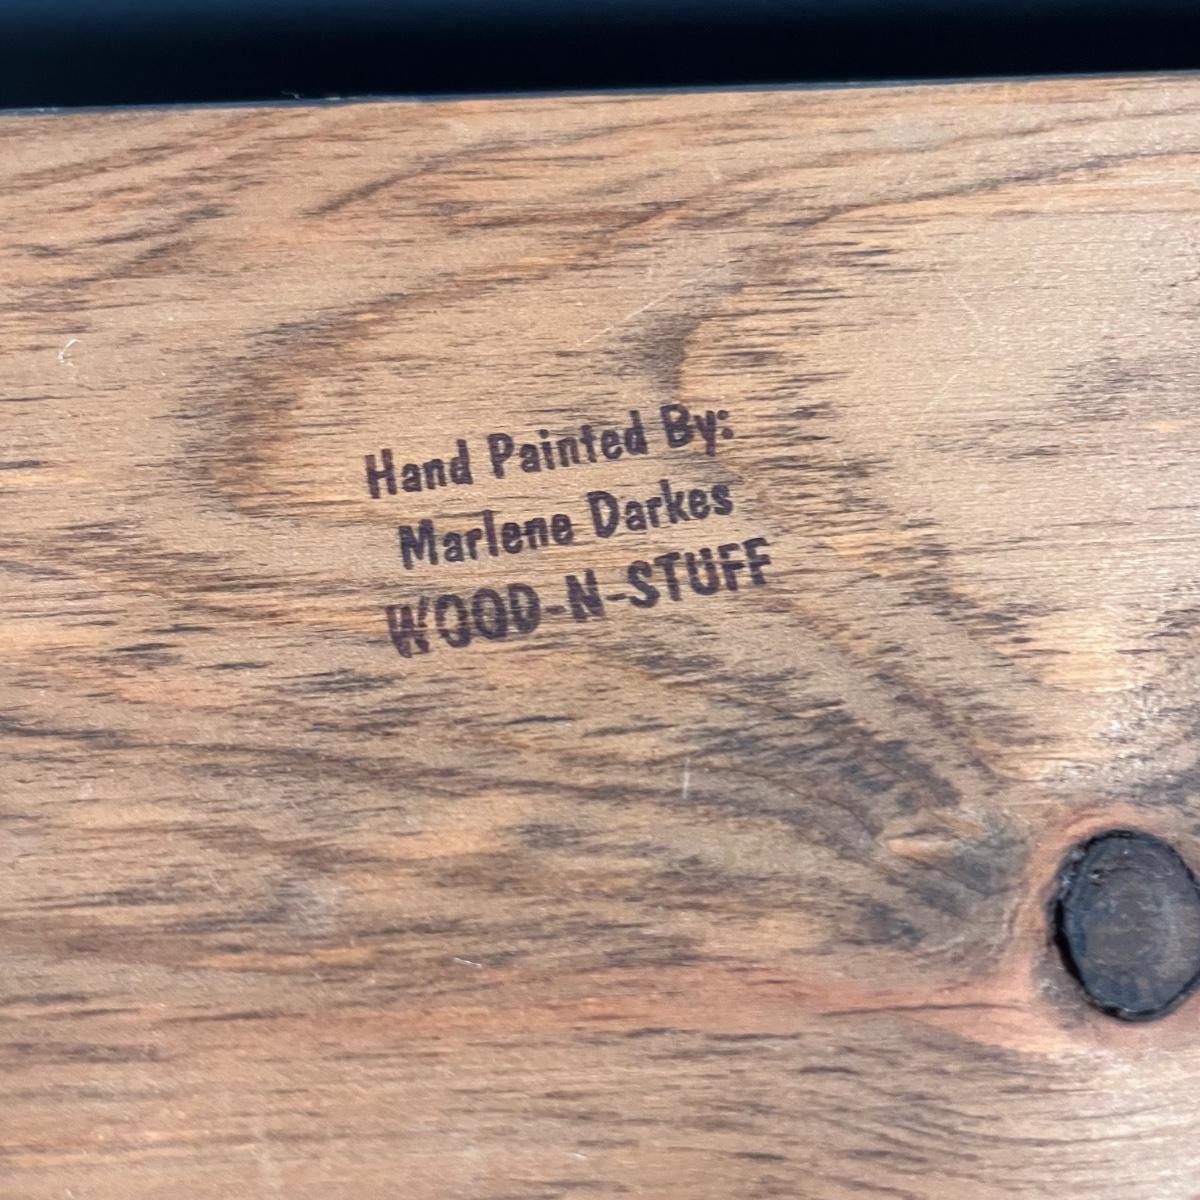 Hand Painted By:
Marlene Darkes
WOOD-N-STUFF